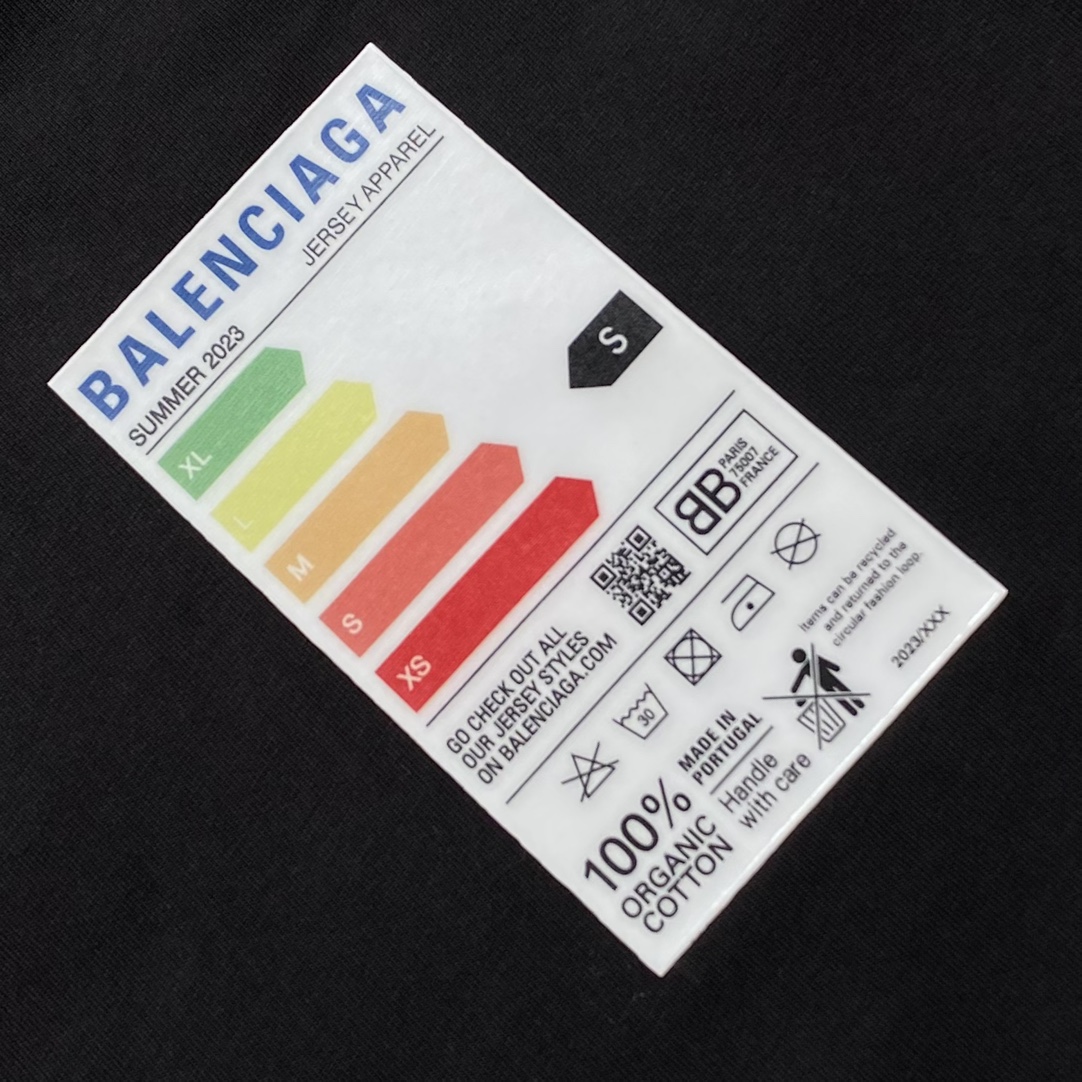 BALENCIAGA
SUMMER 2023 JERSEY APPAREL
XL
L
M
S
XS
S
GO CHECK OUT ALL
OUR JERSEY STYLES
ON BALENCIAGA.COM
BB
PARIS
75007
FRANCE
30
100%
ORGANIC
COTTON
MADE IN
PORTUGAL
Handle
with care
Items can be recycled
and returned to the
circular fashion loop.
2023/XXX